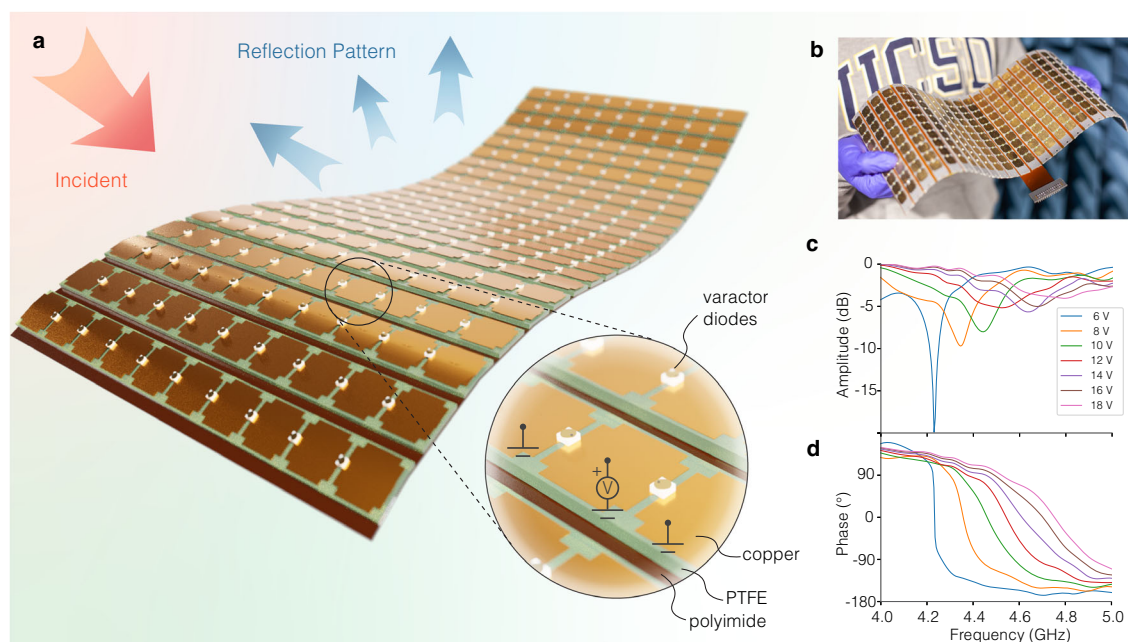 a
Reflection Pattern
Incident
varactor
diodes
+
V
copper
PTFE
polyimide
b
UCSD
c
Amplitude (dB)
0
-5
-10
-15
6 V
8 V
10 V
12 V
14 V
16 V
18 V
d
Phase (°)
90
0
-90
-180
4.0
4.2
4.4
4.6
4.8
5.0
Frequency (GHz)